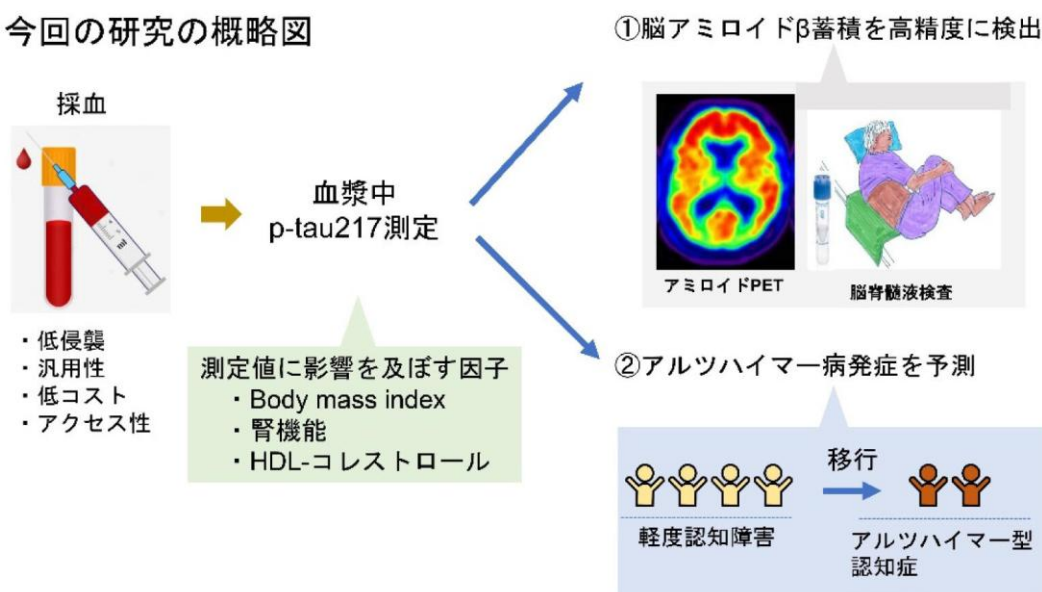 今回の研究の概略図
採血
ml
・低侵襲
・汎用性
・低コスト
・アクセス性
血漿中
p-tau217測定
測定値に影響を及ぼす因子
・Body mass index
・腎機能
・HDL-コレストロール
①脳アミロイドβ蓄積を高精度に検出
アミロイドPET
脳脊髄液検査
②アルツハイマー病発症を予測
移行
軽度認知障害
アルツハイマー型
認知症